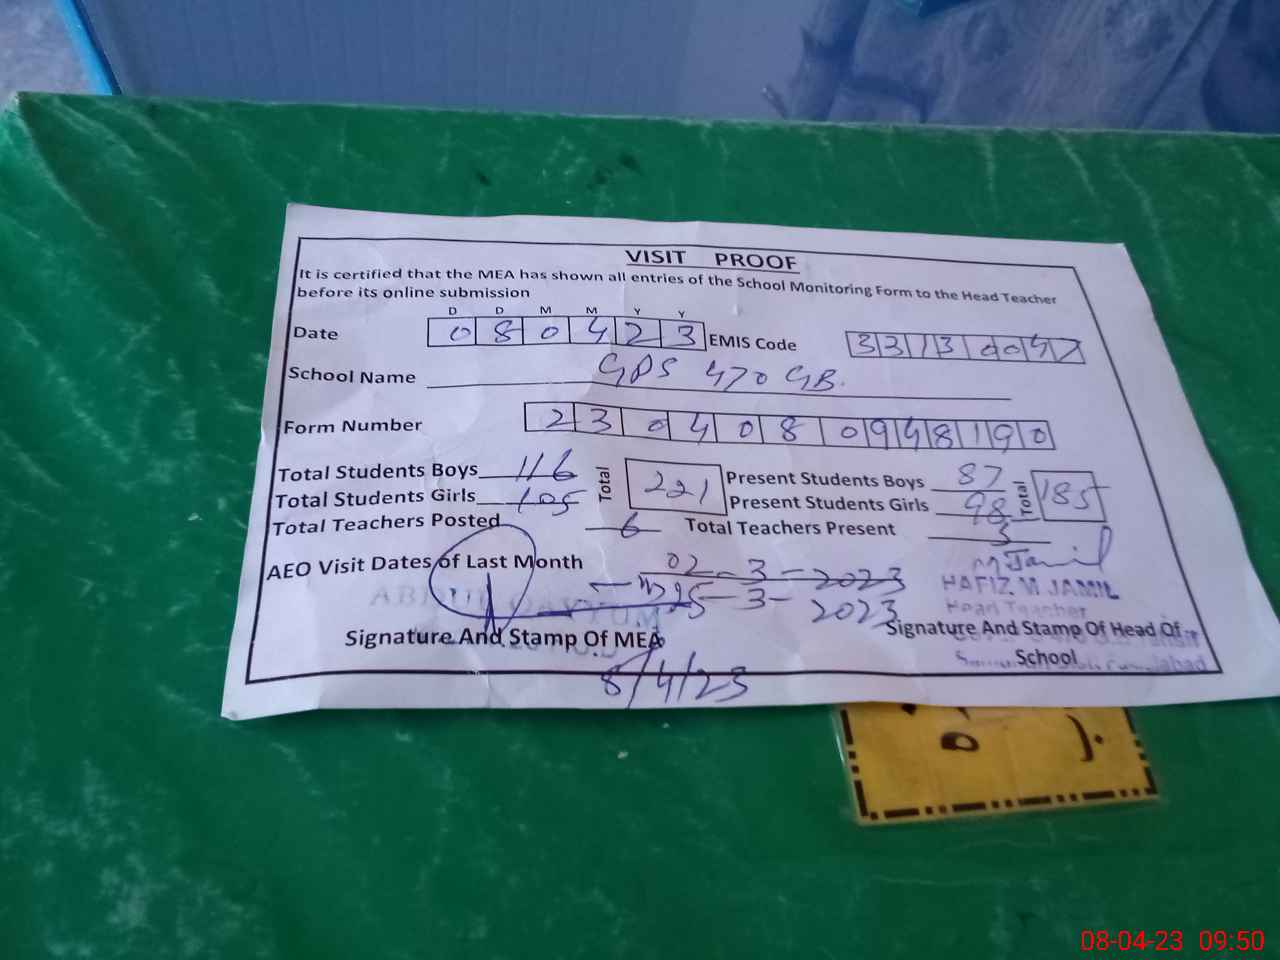 VISIT PROOF
It is certified that the MEA has shown all entries of the School Monitoring Form to the Head Teacher
before its online submission
D D M M Y Y
Date 0 8 0 4 2 3 EMIS Code 3 3 1 3 0 0 4 7
School Name GPS 470 GB.
Form Number 2 3 0 4 0 8 0 9 4 8 1 9 0
Total Students Boys 116 Total 221 Present Students Boys 87 Total 185
Total Students Girls 105 Present Students Girls 98
Total Teachers Posted 6 Total Teachers Present 3
AEO Visit Dates of Last Month 02-3-2023
25-3-2023
M Jamil
HAFIZ M JAMIL
Head Teacher
ABDUL QAYYUM
Signature And Stamp Of MEA
Signature And Stamp Of Head Of
School
8/4/23
08-04-23 09:50